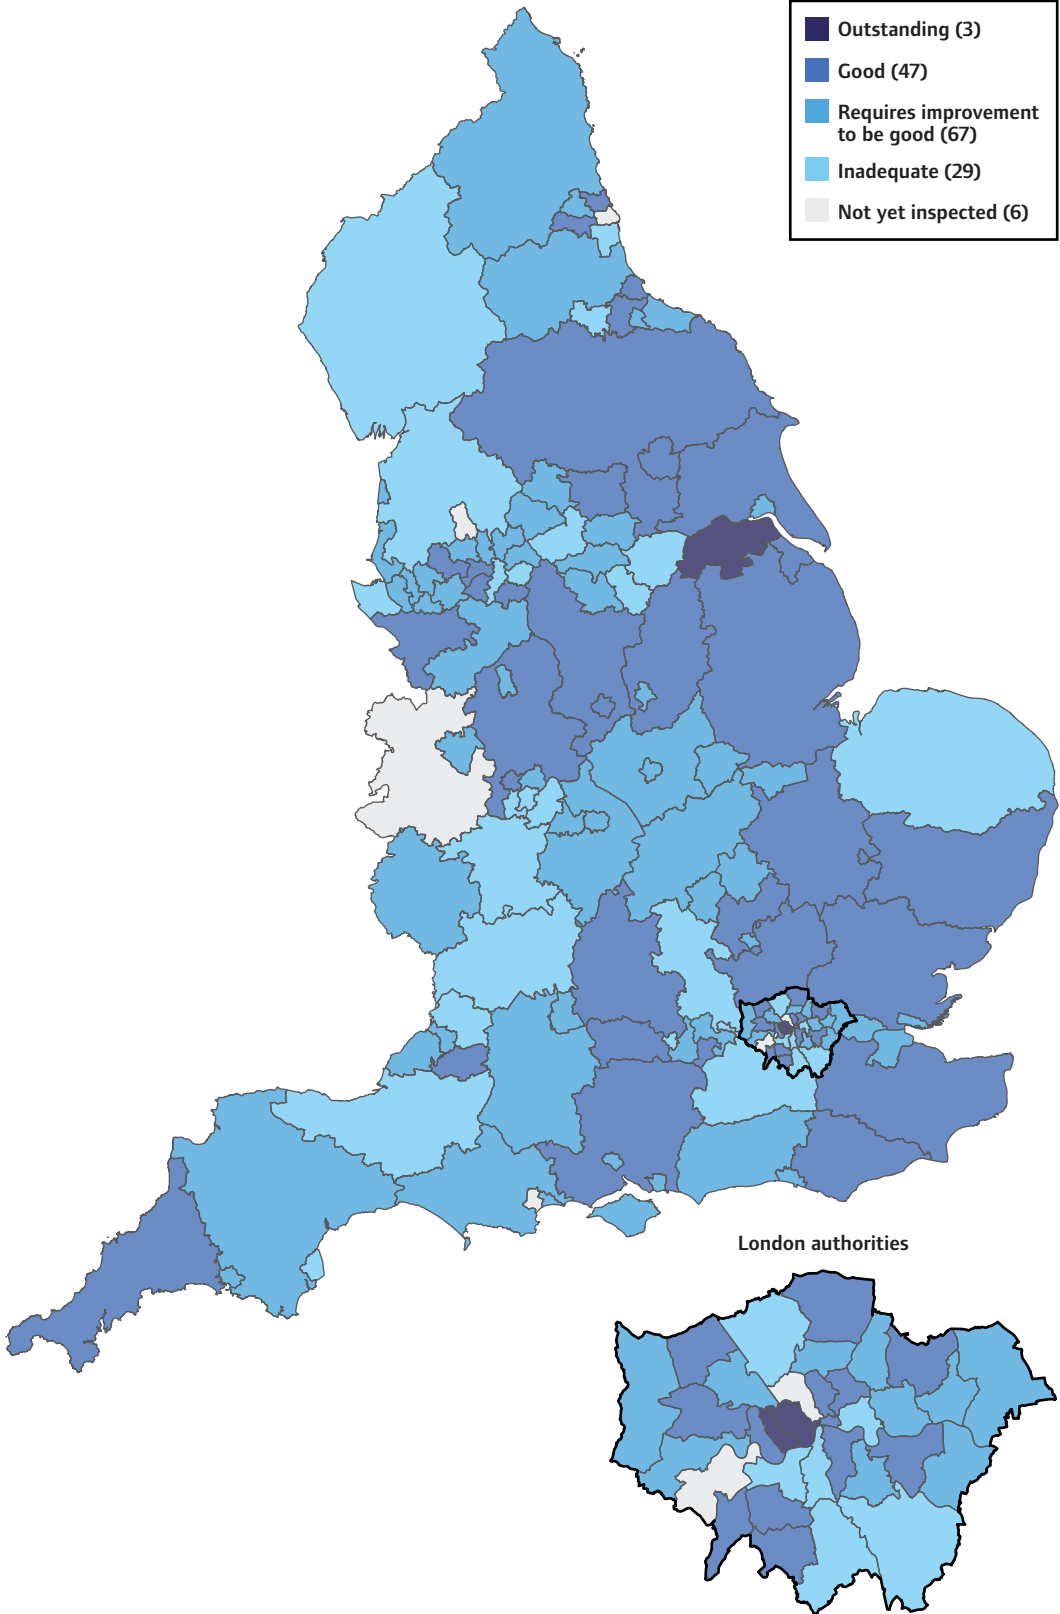 Outstanding (3)
Good (47)
Requires improvement
to be good (67)
Inadequate (29)
Not yet inspected (6)
London authorities